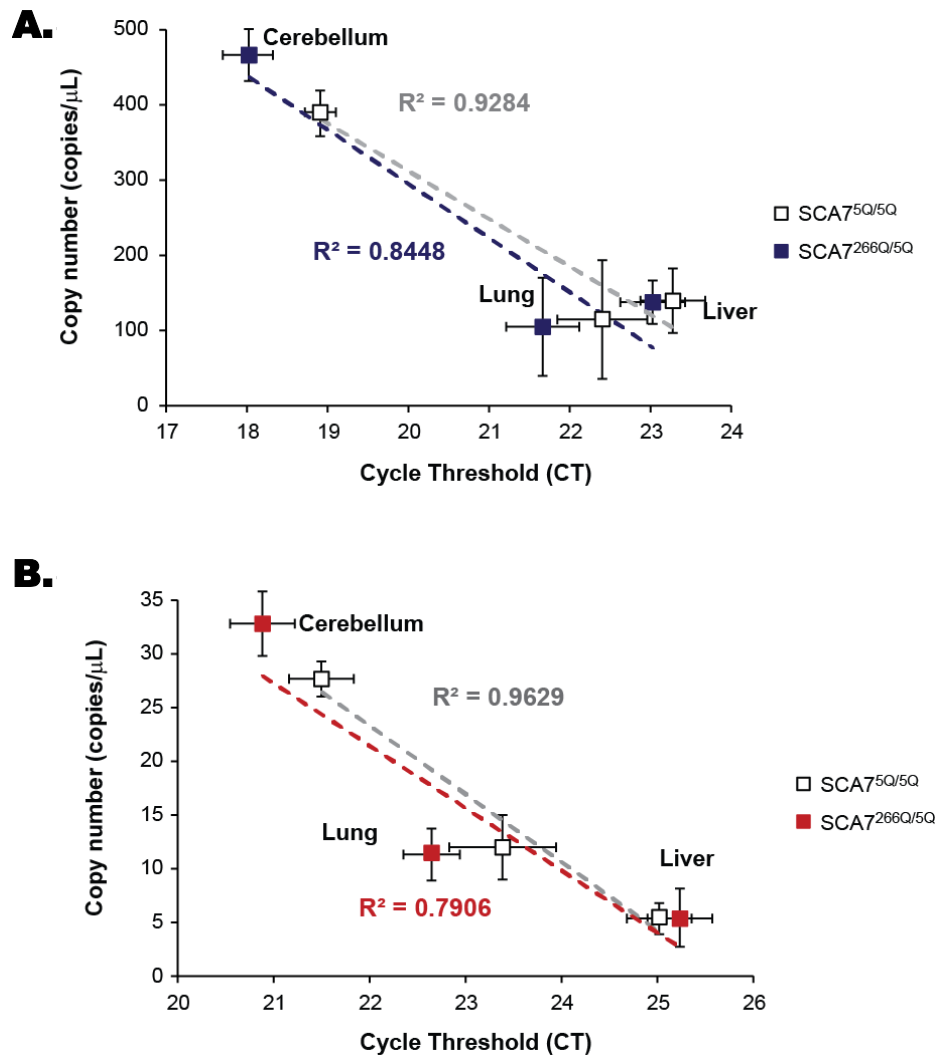 A.
500
400
300
200
100
0
Copy number (copies/μL)
Cerebellum
R² = 0.9284
R² = 0.8448
Lung
Liver
SCA7^5Q/5Q
SCA7^266Q/5Q
17 18 19 20 21 22 23 24
Cycle Threshold (CT)
B.
35
30
25
20
15
10
5
0
Copy number (copies/μL)
Cerebellum
R² = 0.9629
Lung
Liver
R² = 0.7906
SCA7^5Q/5Q
SCA7^266Q/5Q
20 21 22 23 24 25 26
Cycle Threshold (CT)